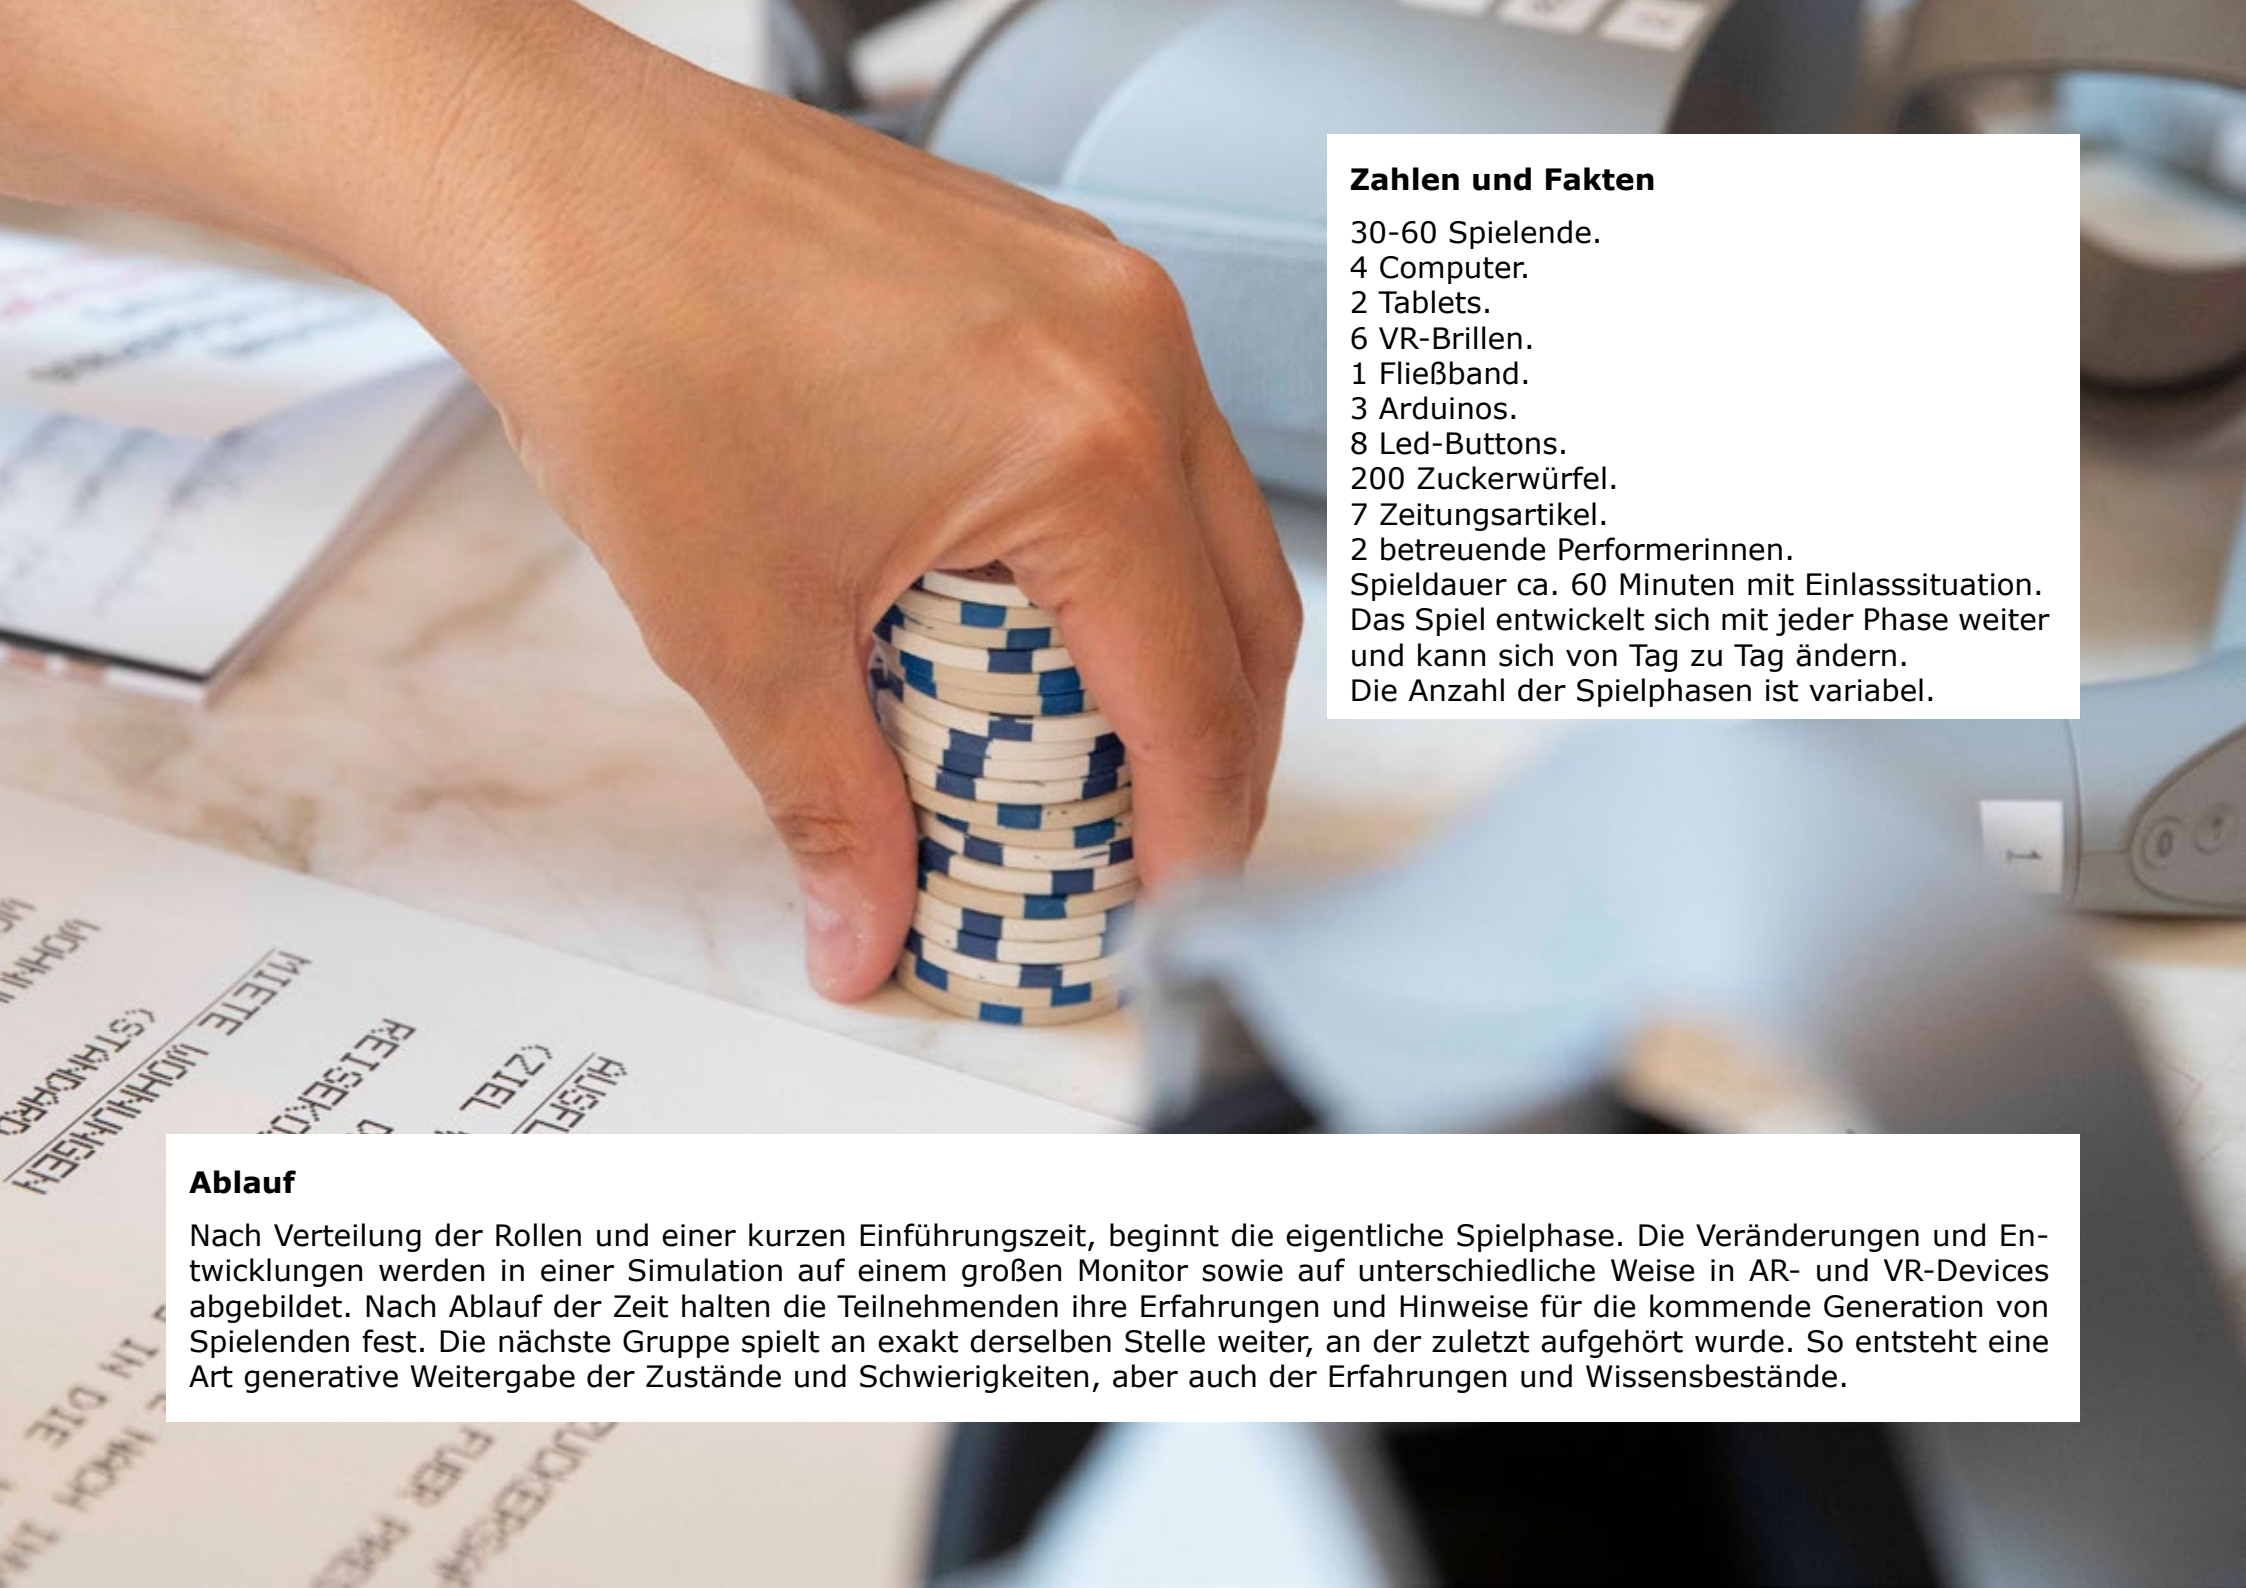 Zahlen und Fakten
30-60 Spielende.
4 Computer.
2 Tablets.
6 VR-Brillen.
1 Fließband.
3 Arduinos.
8 Led-Buttons.
200 Zuckerwürfel.
7 Zeitungsartikel.
2 betreuende Performerinnen.
Spieldauer ca. 60 Minuten mit Einlasssituation.
Das Spiel entwickelt sich mit jeder Phase weiter
und kann sich von Tag zu Tag ändern.
Die Anzahl der Spielphasen ist variabel.
1
(STANDARD
MIETE WOHNUNGEN
(ZIEL
Ablauf
Nach Verteilung der Rollen und einer kurzen Einführungszeit, beginnt die eigentliche Spielphase. Die Veränderungen und En-
twicklungen werden in einer Simulation auf einem großen Monitor sowie auf unterschiedliche Weise in AR- und VR-Devices
abgebildet. Nach Ablauf der Zeit halten die Teilnehmenden ihre Erfahrungen und Hinweise für die kommende Generation von
Spielenden fest. Die nächste Gruppe spielt an exakt derselben Stelle weiter, an der zuletzt aufgehört wurde. So entsteht eine
Art generative Weitergabe der Zustände und Schwierigkeiten, aber auch der Erfahrungen und Wissensbestände.
IN DIE
NACH
FUER